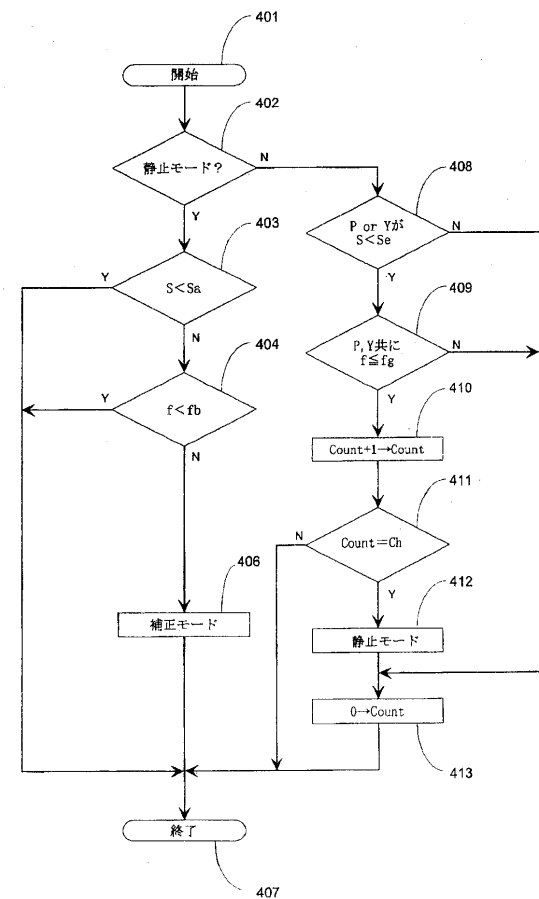 401
開始
402
静止モード?
N
Y
403
S<Sa
Y
N
404
f<fb
Y
N
406
補正モード
408
P or Yが
S<Se
N
Y
409
P,Y共に
f≦fg
N
Y
410
Count+1→Count
411
Count=Ch
N
Y
412
静止モード
0→Count
413
終了
407